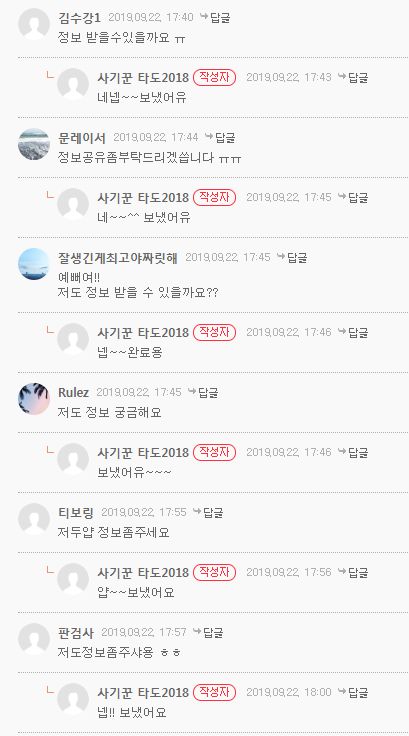 김수강1 2019.09.22. 17:40 답글
정보 받을수있을까요 ㅠ
사기꾼 타도2018 작성자 2019.09.22. 17:43 답글
네넵~~보냈어유
문레이서 2019.09.22. 17:44 답글
정보공유좀부탁드리겠씁니다 ㅠㅠ
사기꾼 타도2018 작성자 2019.09.22. 17:45 답글
네~~^^ 보냈어유
잘생긴게최고야짜릿해 2019.09.22. 17:45 답글
예뻐여!!
저도 정보 받을 수 있을까요??
사기꾼 타도2018 작성자 2019.09.22. 17:46 답글
넵~~완료용
Rulez 2019.09.22. 17:45 답글
저도 정보 궁금해요
사기꾼 타도2018 작성자 2019.09.22. 17:46 답글
보냈어유~~~
티보링 2019.09.22. 17:55 답글
저두얍 정보좀주세요
사기꾼 타도2018 작성자 2019.09.22. 17:56 답글
얍~~보냈어요
판검사 2019.09.22. 17:57 답글
저도정보좀주샤용 ㅎㅎ
사기꾼 타도2018 작성자 2019.09.22. 18:00 답글
넵!! 보냈어요